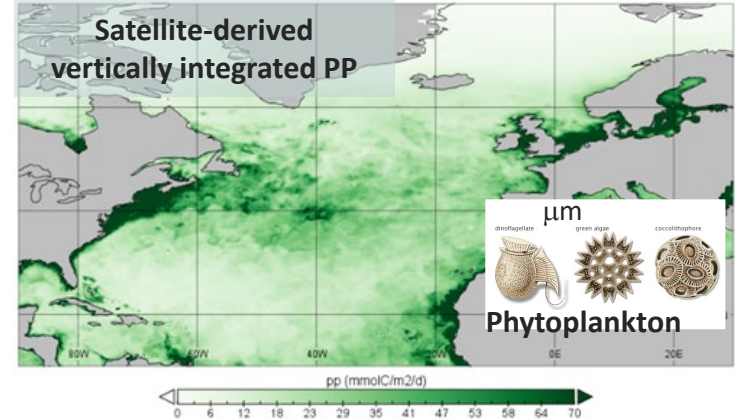 Satellite-derived
vertically integrated PP
μm
dinoflagellate green algae coccolithophore
Phytoplankton
80W 60W 40W 20W 0E 20E
pp (mmolC/m2/d)
0 6 12 18 23 29 35 41 47 53 58 64 70